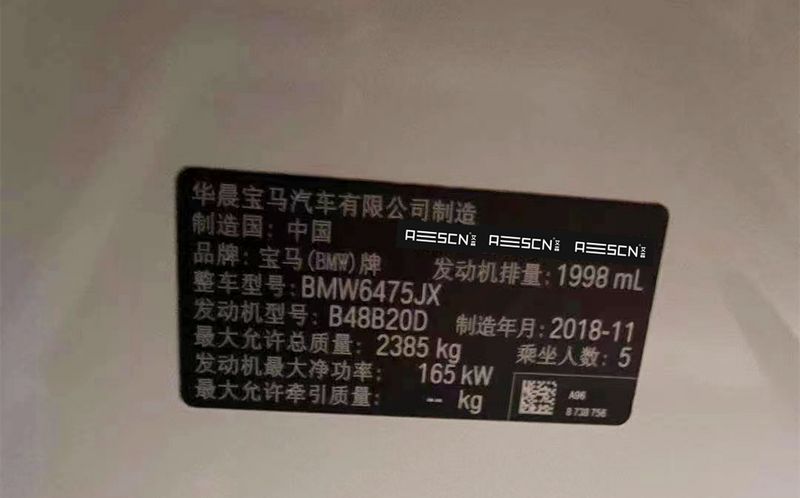 华晨宝马汽车有限公司制造
制造国: 中国
品牌: 宝马(BMW)牌 发动机排量: 1998 mL
整车型号: BMW6475JX
发动机型号: B48B20D 制造年月: 2018-11
最大允许总质量: 2385 kg 乘坐人数: 5
发动机最大净功率: 165 kW
最大允许牵引质量: -- kg
A96
8 738 756